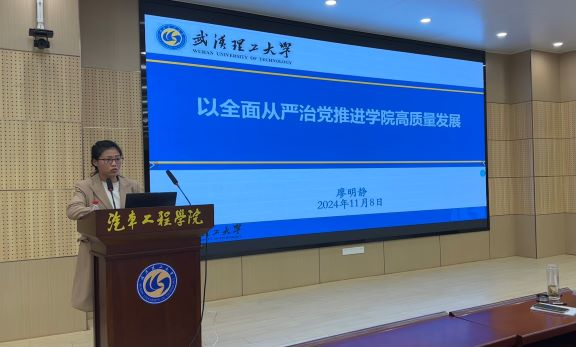 武汉理工大学
WUHAN UNIVERSITY OF TECHNOLOGY
以全面从严治党推进学院高质量发展
廖明静
2024年11月8日
汽车工程学院